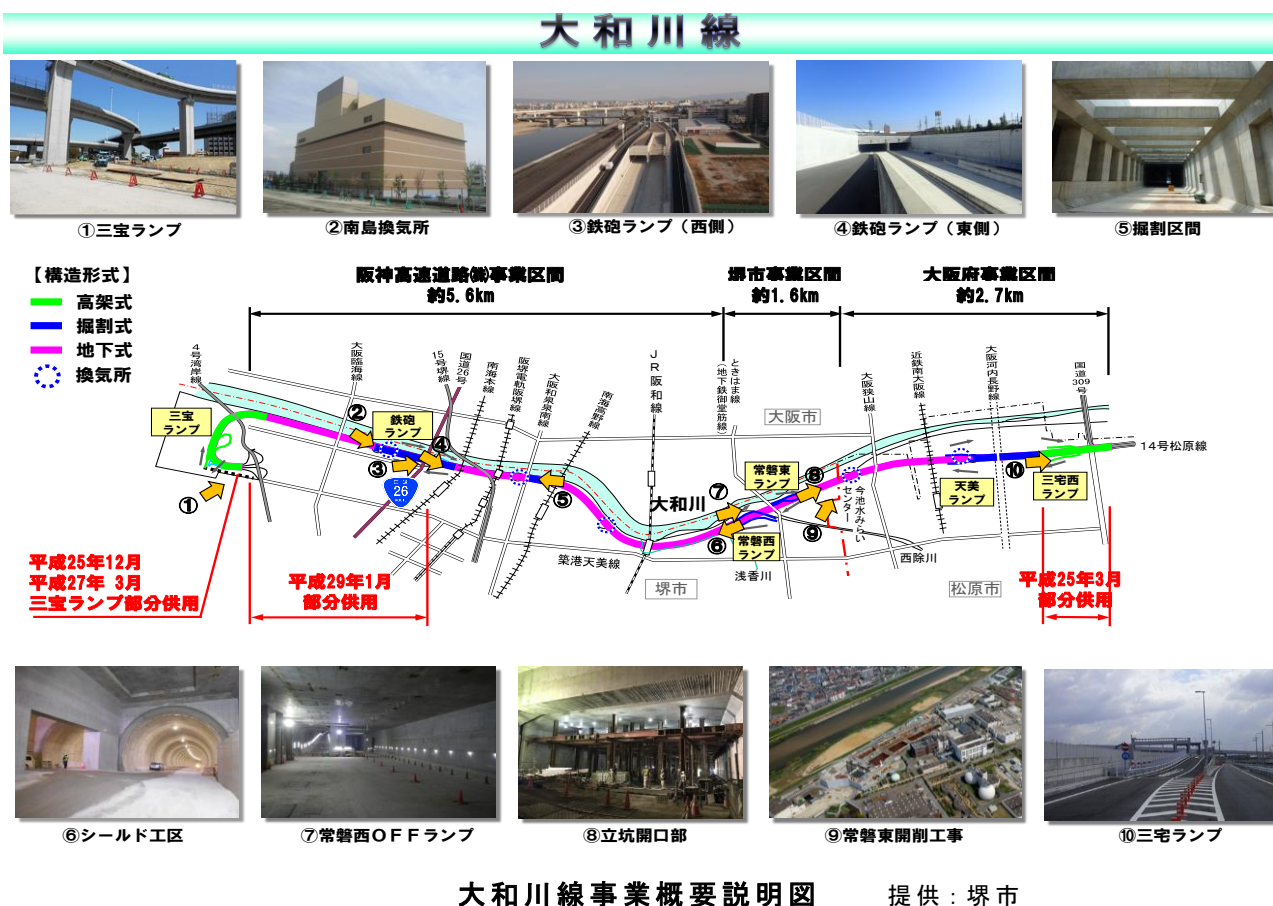 大和川線
①三宝ランプ
②南島換気所
③鉄砲ランプ（西側）
④鉄砲ランプ（東側）
⑤掘割区間
【構造形式】
高架式
掘割式
地下式
換気所
阪神高速道路㈱事業区間
約5.6km
堺市事業区間
約1.6km
大阪府事業区間
約2.7km
4号湾岸線
大阪臨海線
15号堺線
国道26号
南海本線
阪堺電軌阪堺線
大阪和泉泉南線
南海高野線
ＪＲ阪和線
ときはま線
（地下鉄御堂筋線）
大阪狭山線
近鉄南大阪線
大阪河内長野線
国道309号
14号松原線
三宝
ランプ
鉄砲
ランプ
常磐東
ランプ
常磐西
ランプ
天美
ランプ
三宅西
ランプ
大阪市
大和川
今池水みらい
センター
築港天美線
浅香川
西除川
堺市
松原市
26
①
②
③
④
⑤
⑥
⑦
⑧
⑨
⑩
平成25年12月
平成27年 3月
三宝ランプ部分供用
平成29年1月
部分供用
平成25年3月
部分供用
⑥シールド工区
⑦常磐西ＯＦＦランプ
⑧立坑開口部
⑨常磐東開削工事
⑩三宅ランプ
大和川線事業概要説明図
提供：堺市